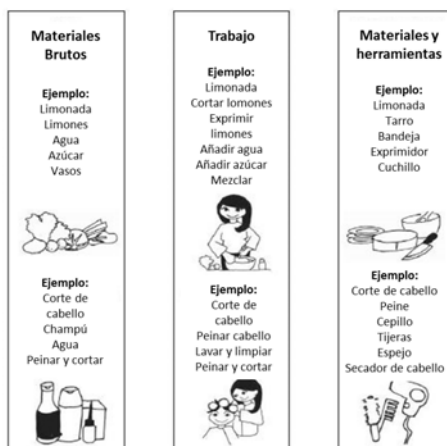 Materiales
Brutos
Ejemplo:
Limonada
Limones
Agua
Azúcar
Vasos
Ejemplo:
Corte de
cabello
Champú
Agua
Peinar y cortar
Trabajo
Ejemplo:
Limonada
Cortar lomones
Exprimir
limones
Añadir agua
Añadir azúcar
Mezclar
Ejemplo:
Corte de
cabello
Peinar cabello
Lavar y limpiar
Peinar y cortar
Materiales y
herramientas
Ejemplo:
Limonada
Tarro
Bandeja
Exprimidor
Cuchillo
Ejemplo:
Corte de cabello
Peine
Cepillo
Tijeras
Espejo
Secador de cabello